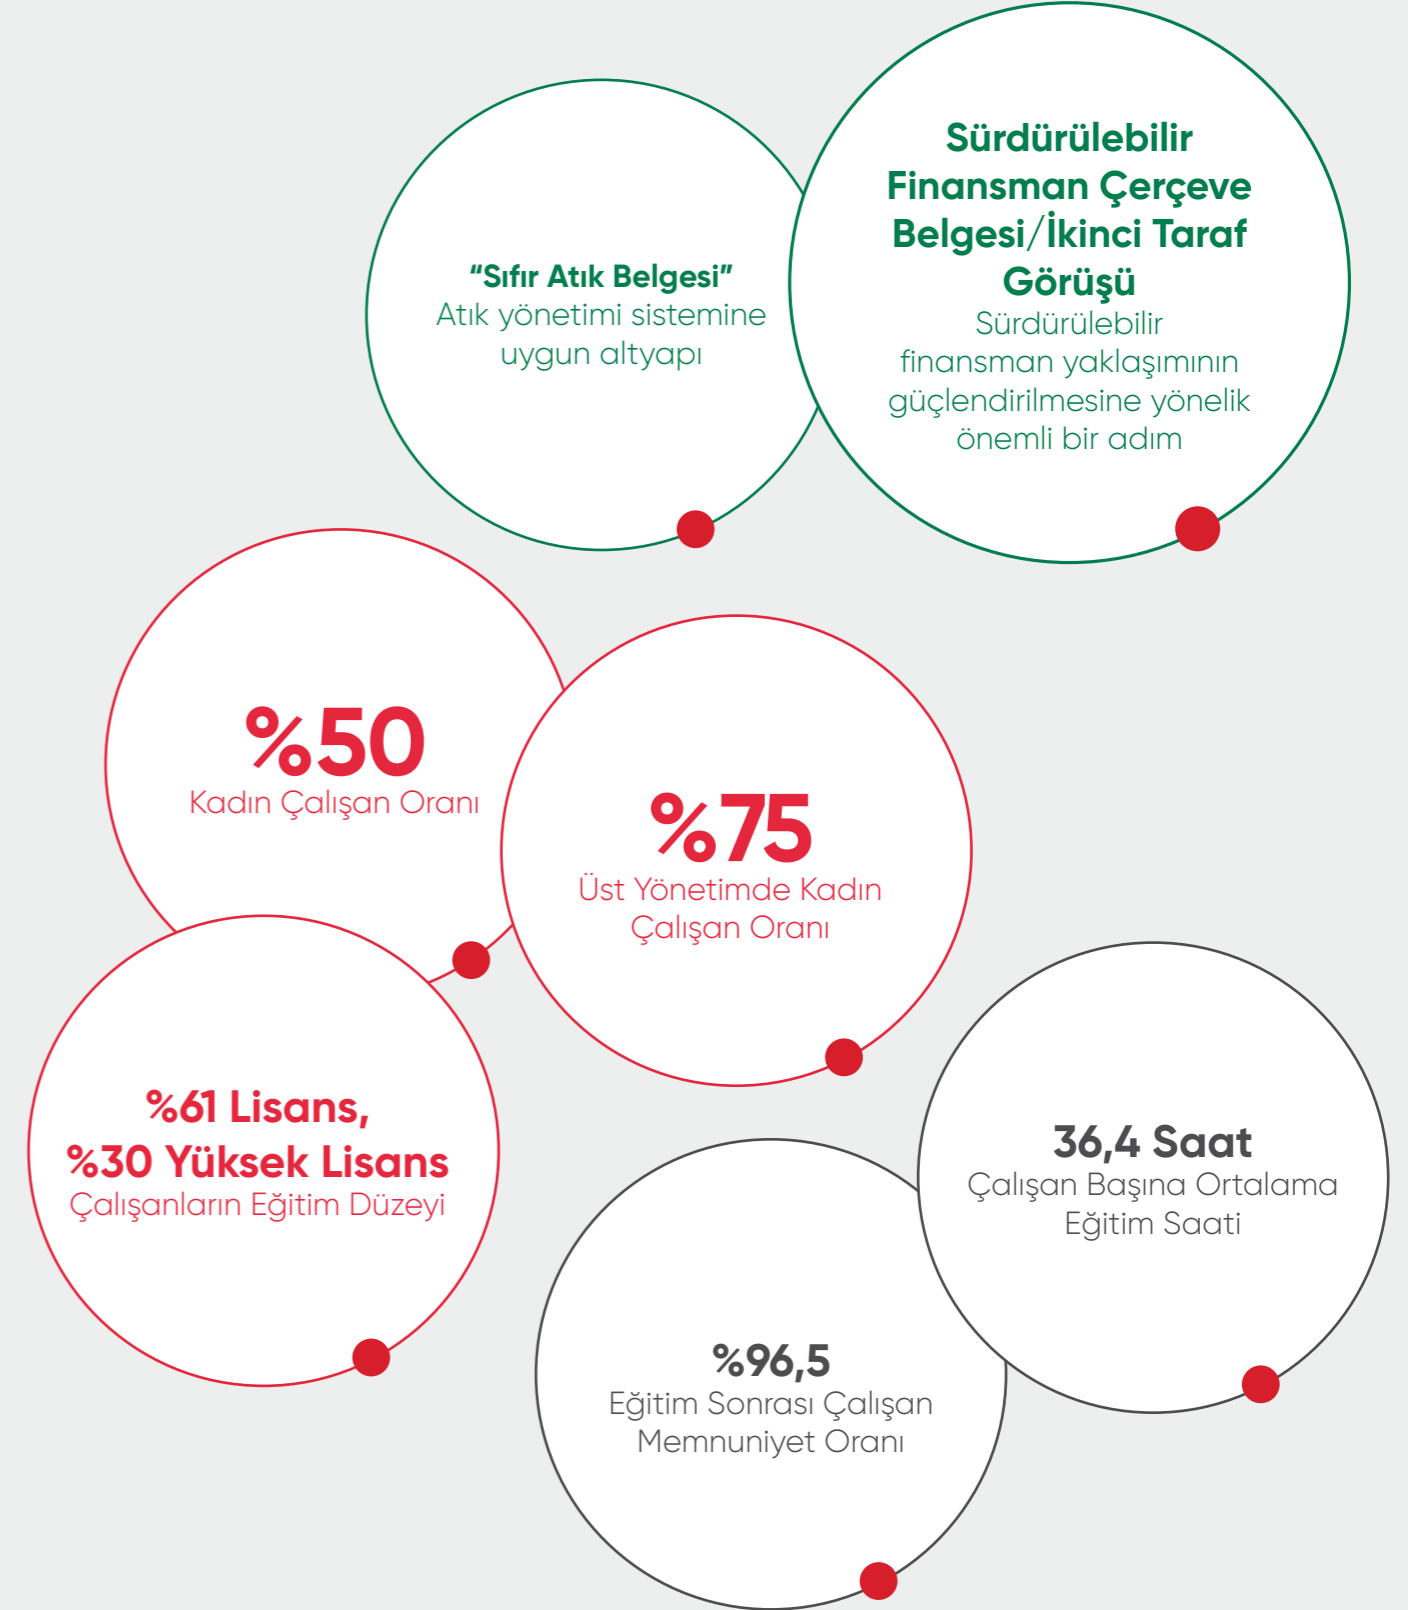 “Sıfır Atık Belgesi”
Atık yönetimi sistemine
uygun altyapı
Sürdürülebilir
Finansman Çerçeve
Belgesi/İkinci Taraf
Görüşü
Sürdürülebilir
finansman yaklaşımının
güçlendirilmesine yönelik
önemli bir adım
%50
Kadın Çalışan Oranı
%75
Üst Yönetimde Kadın
Çalışan Oranı
%61 Lisans,
%30 Yüksek Lisans
Çalışanların Eğitim Düzeyi
36,4 Saat
Çalışan Başına Ortalama
Eğitim Saati
%96,5
Eğitim Sonrası Çalışan
Memnuniyet Oranı